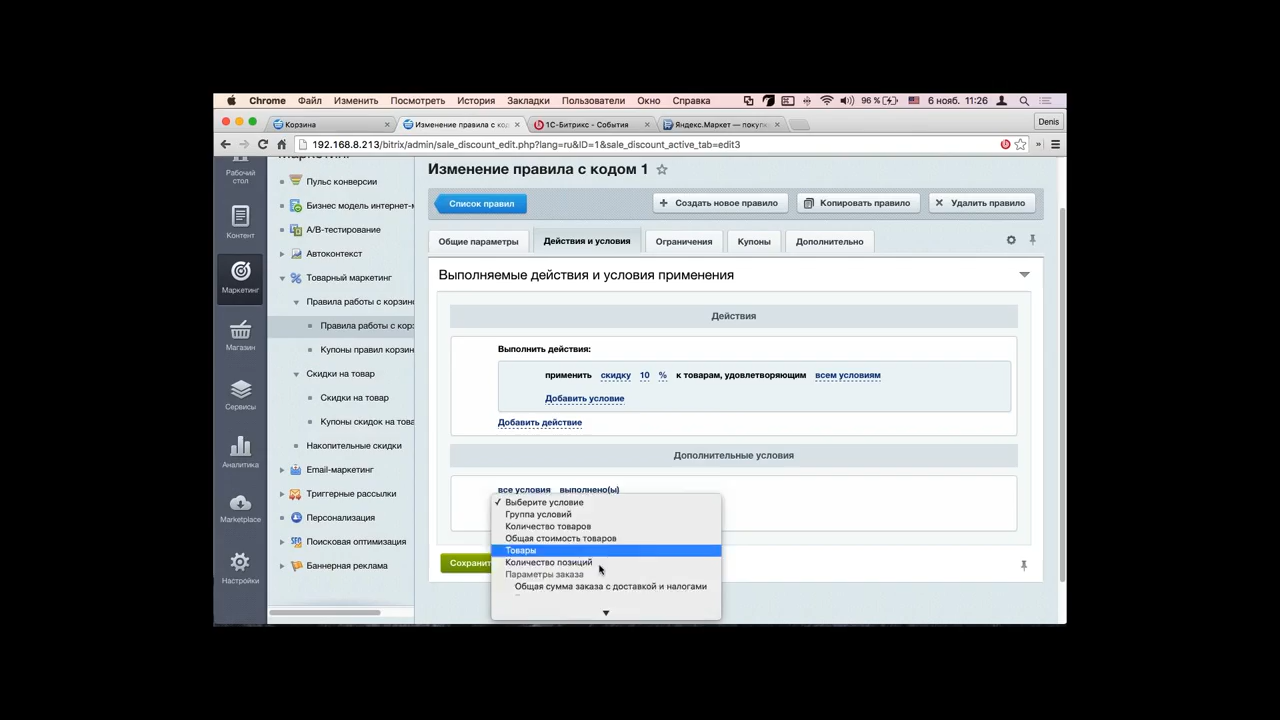 Chrome Файл Изменить Посмотреть История Закладки Пользователи Окно Справка 96 % 6 нояб. 11:26
Корзина
Изменение правила с код
1С-Битрикс - События
Яндекс.Маркет — покупк
Denis
192.168.8.213/bitrix/admin/sale_discount_edit.php?lang=ru&ID=1&sale_discount_active_tab=edit3
Рабочий
стол
Контент
Маркетинг
Магазин
Сервисы
Аналитика
Marketplace
Настройки
Маркетинг
Пульс конверсии
Бизнес модель интернет-м
A/B-тестирование
Автоконтекст
Товарный маркетинг
Правила работы с корзино
Правила работы с корз
Купоны правил корзин
Скидки на товар
Скидки на товар
Купоны скидок на това
Накопительные скидки
Email-маркетинг
Триггерные рассылки
Персонализация
Поисковая оптимизация
Баннерная реклама
Изменение правила с кодом 1
Список правил
Создать новое правило
Копировать правило
Удалить правило
Общие параметры
Действия и условия
Ограничения
Купоны
Дополнительно
Выполняемые действия и условия применения
Действия
Выполнить действия:
применить скидку 10 % к товарам, удовлетворяющим всем условиям
Добавить условие
Добавить действие
Дополнительные условия
все условия выполнено(ы)
✓ Выберите условие
Группа условий
Количество товаров
Общая стоимость товаров
Товары
Количество позиций
Параметры заказа
Общая сумма заказа с доставкой и налогами
Сохранит